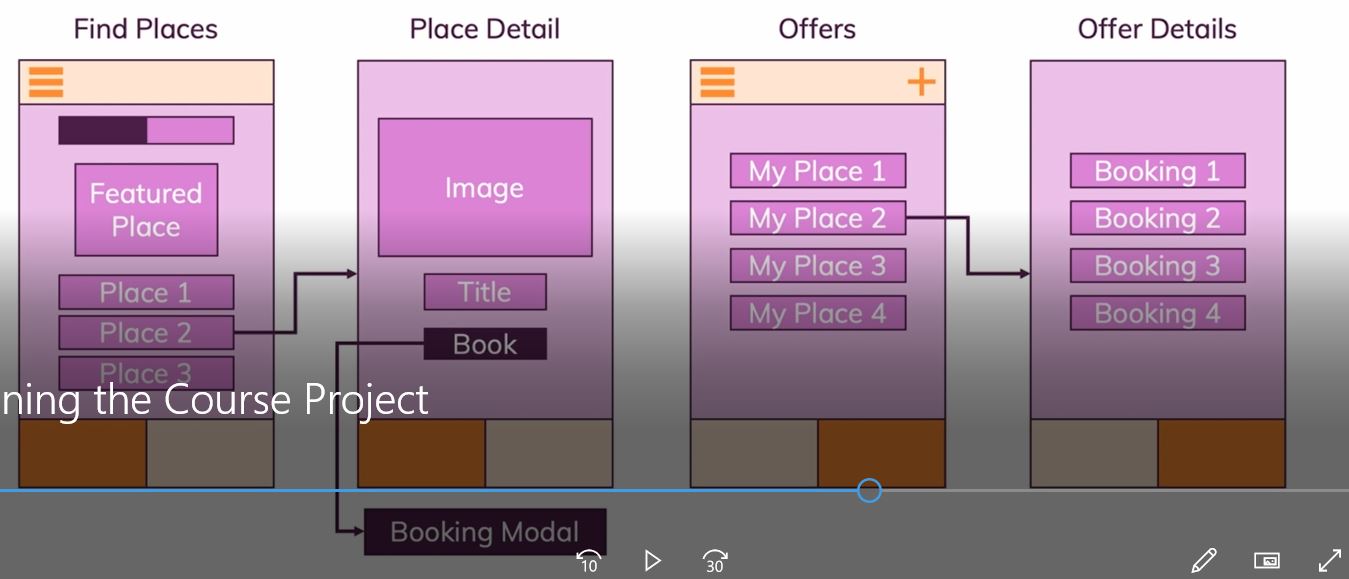 Find Places
Place Detail
Offers
Offer Details
Featured
Place
Place 1
Place 2
Place 3
Image
Title
Book
My Place 1
My Place 2
My Place 3
My Place 4
Booking 1
Booking 2
Booking 3
Booking 4
ning the Course Project
Booking Modal
10
30